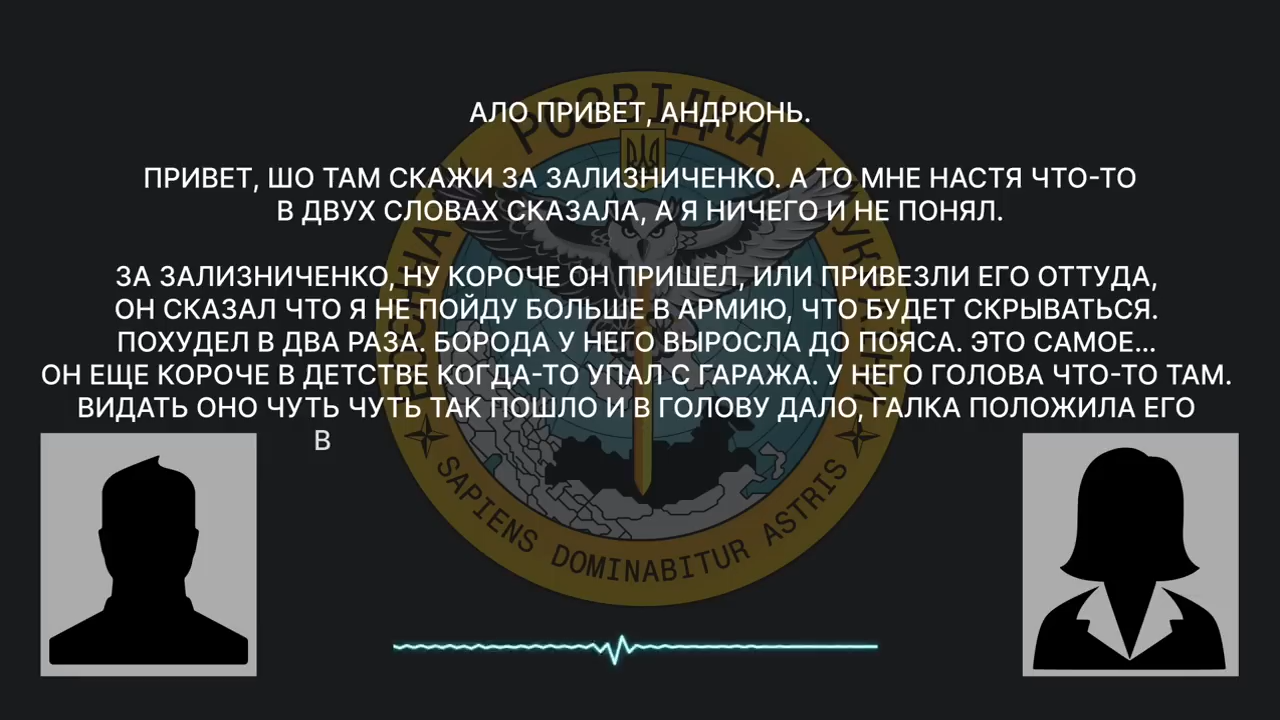 АЛО ПРИВЕТ, АНДРЮНЬ.
ПРИВЕТ, ШО ТАМ СКАЖИ ЗА ЗАЛИЗНИЧЕНКО. А ТО МНЕ НАСТЯ ЧТО-ТО
В ДВУХ СЛОВАХ СКАЗАЛА, А Я НИЧЕГО И НЕ ПОНЯЛ.
ЗА ЗАЛИЗНИЧЕНКО, НУ КОРОЧЕ ОН ПРИШЕЛ, ИЛИ ПРИВЕЗЛИ ЕГО ОТТУДА,
ОН СКАЗАЛ ЧТО Я НЕ ПОЙДУ БОЛЬШЕ В АРМИЮ, ЧТО БУДЕТ СКРЫВАТЬСЯ.
ПОХУДЕЛ В ДВА РАЗА. БОРОДА У НЕГО ВЫРОСЛА ДО ПОЯСА. ЭТО САМОЕ...
ОН ЕЩЕ КОРОЧЕ В ДЕТСТВЕ КОГДА-ТО УПАЛ С ГАРАЖА. У НЕГО ГОЛОВА ЧТО-ТО ТАМ.
ВИДАТЬ ОНО ЧУТЬ ЧУТЬ ТАК ПОШЛО И В ГОЛОВУ ДАЛО, ГАЛКА ПОЛОЖИЛА ЕГО
В
ВОЄННА РОЗВІДКА УКРАЇНИ
SAPIENS DOMINABITUR ASTRIS